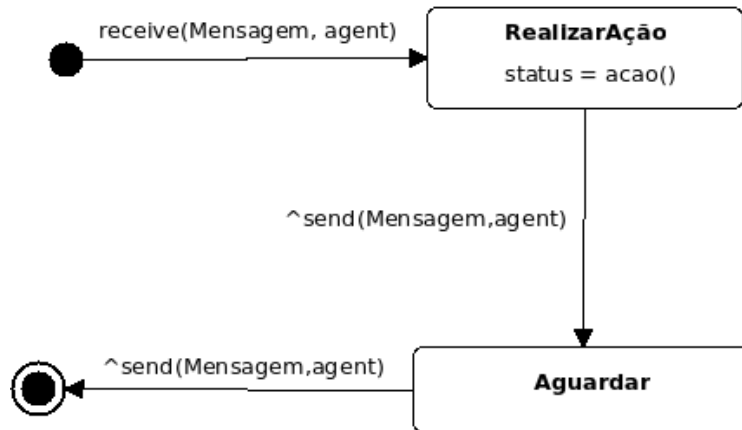 receive(Mensagem, agent)
RealizarAção
status = acao()
^send(Mensagem,agent)
^send(Mensagem,agent)
Aguardar